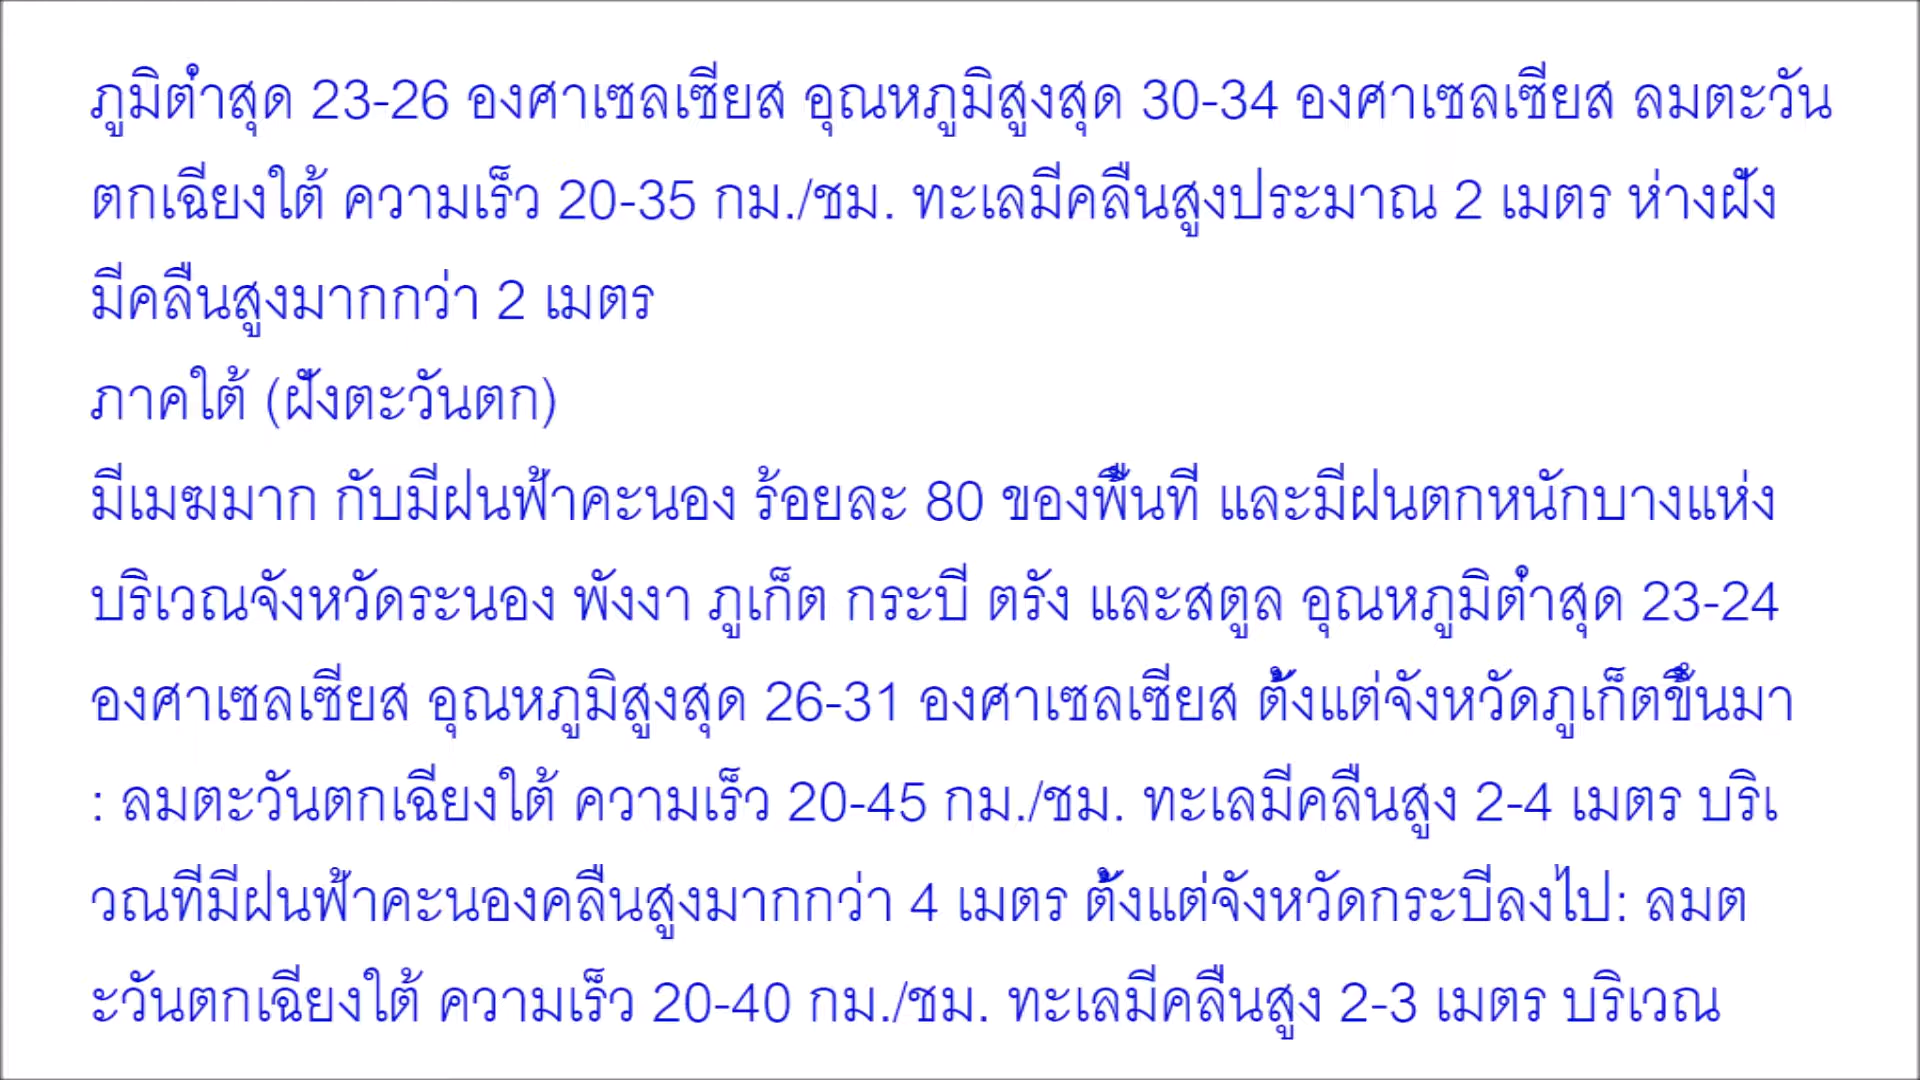 ภูมิต่ำสุด 23-26 องศาเซลเซียส อุณหภูมิสูงสุด 30-34 องศาเซลเซียส ลมตะวัน
ตกเฉียงใต้ ความเร็ว 20-35 กม./ชม. ทะเลมีคลื่นสูงประมาณ 2 เมตร ห่างฝั่ง
มีคลื่นสูงมากกว่า 2 เมตร
ภาคใต้ (ฝั่งตะวันตก)
มีเมฆมาก กับมีฝนฟ้าคะนอง ร้อยละ 80 ของพื้นที่ และมีฝนตกหนักบางแห่ง
บริเวณจังหวัดระนอง พังงา ภูเก็ต กระบี่ ตรัง และสตูล อุณหภูมิต่ำสุด 23-24
องศาเซลเซียส อุณหภูมิสูงสุด 26-31 องศาเซลเซียส ตั้งแต่จังหวัดภูเก็ตขึ้นมา
: ลมตะวันตกเฉียงใต้ ความเร็ว 20-45 กม./ชม. ทะเลมีคลื่นสูง 2-4 เมตร บริเ
วณที่มีฝนฟ้าคะนองคลื่นสูงมากกว่า 4 เมตร ตั้งแต่จังหวัดกระบี่ลงไป: ลมต
ะวันตกเฉียงใต้ ความเร็ว 20-40 กม./ชม. ทะเลมีคลื่นสูง 2-3 เมตร บริเวณ